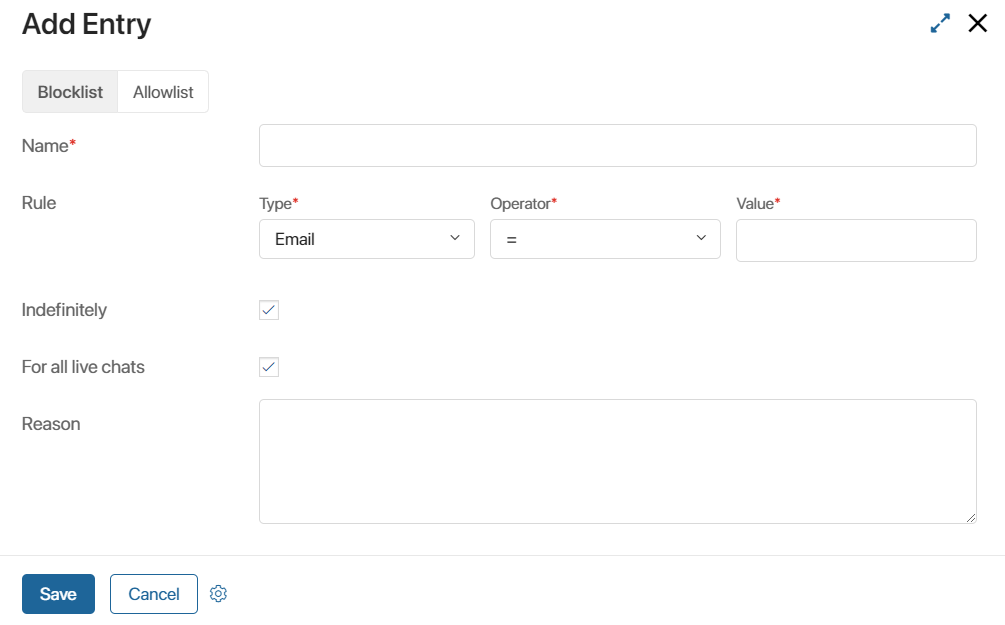 Add Entry
Blocklist Allowlist
Name*
Rule
Type* Operator* Value*
Email = 
Indefinitely
For all live chats
Reason
Save Cancel